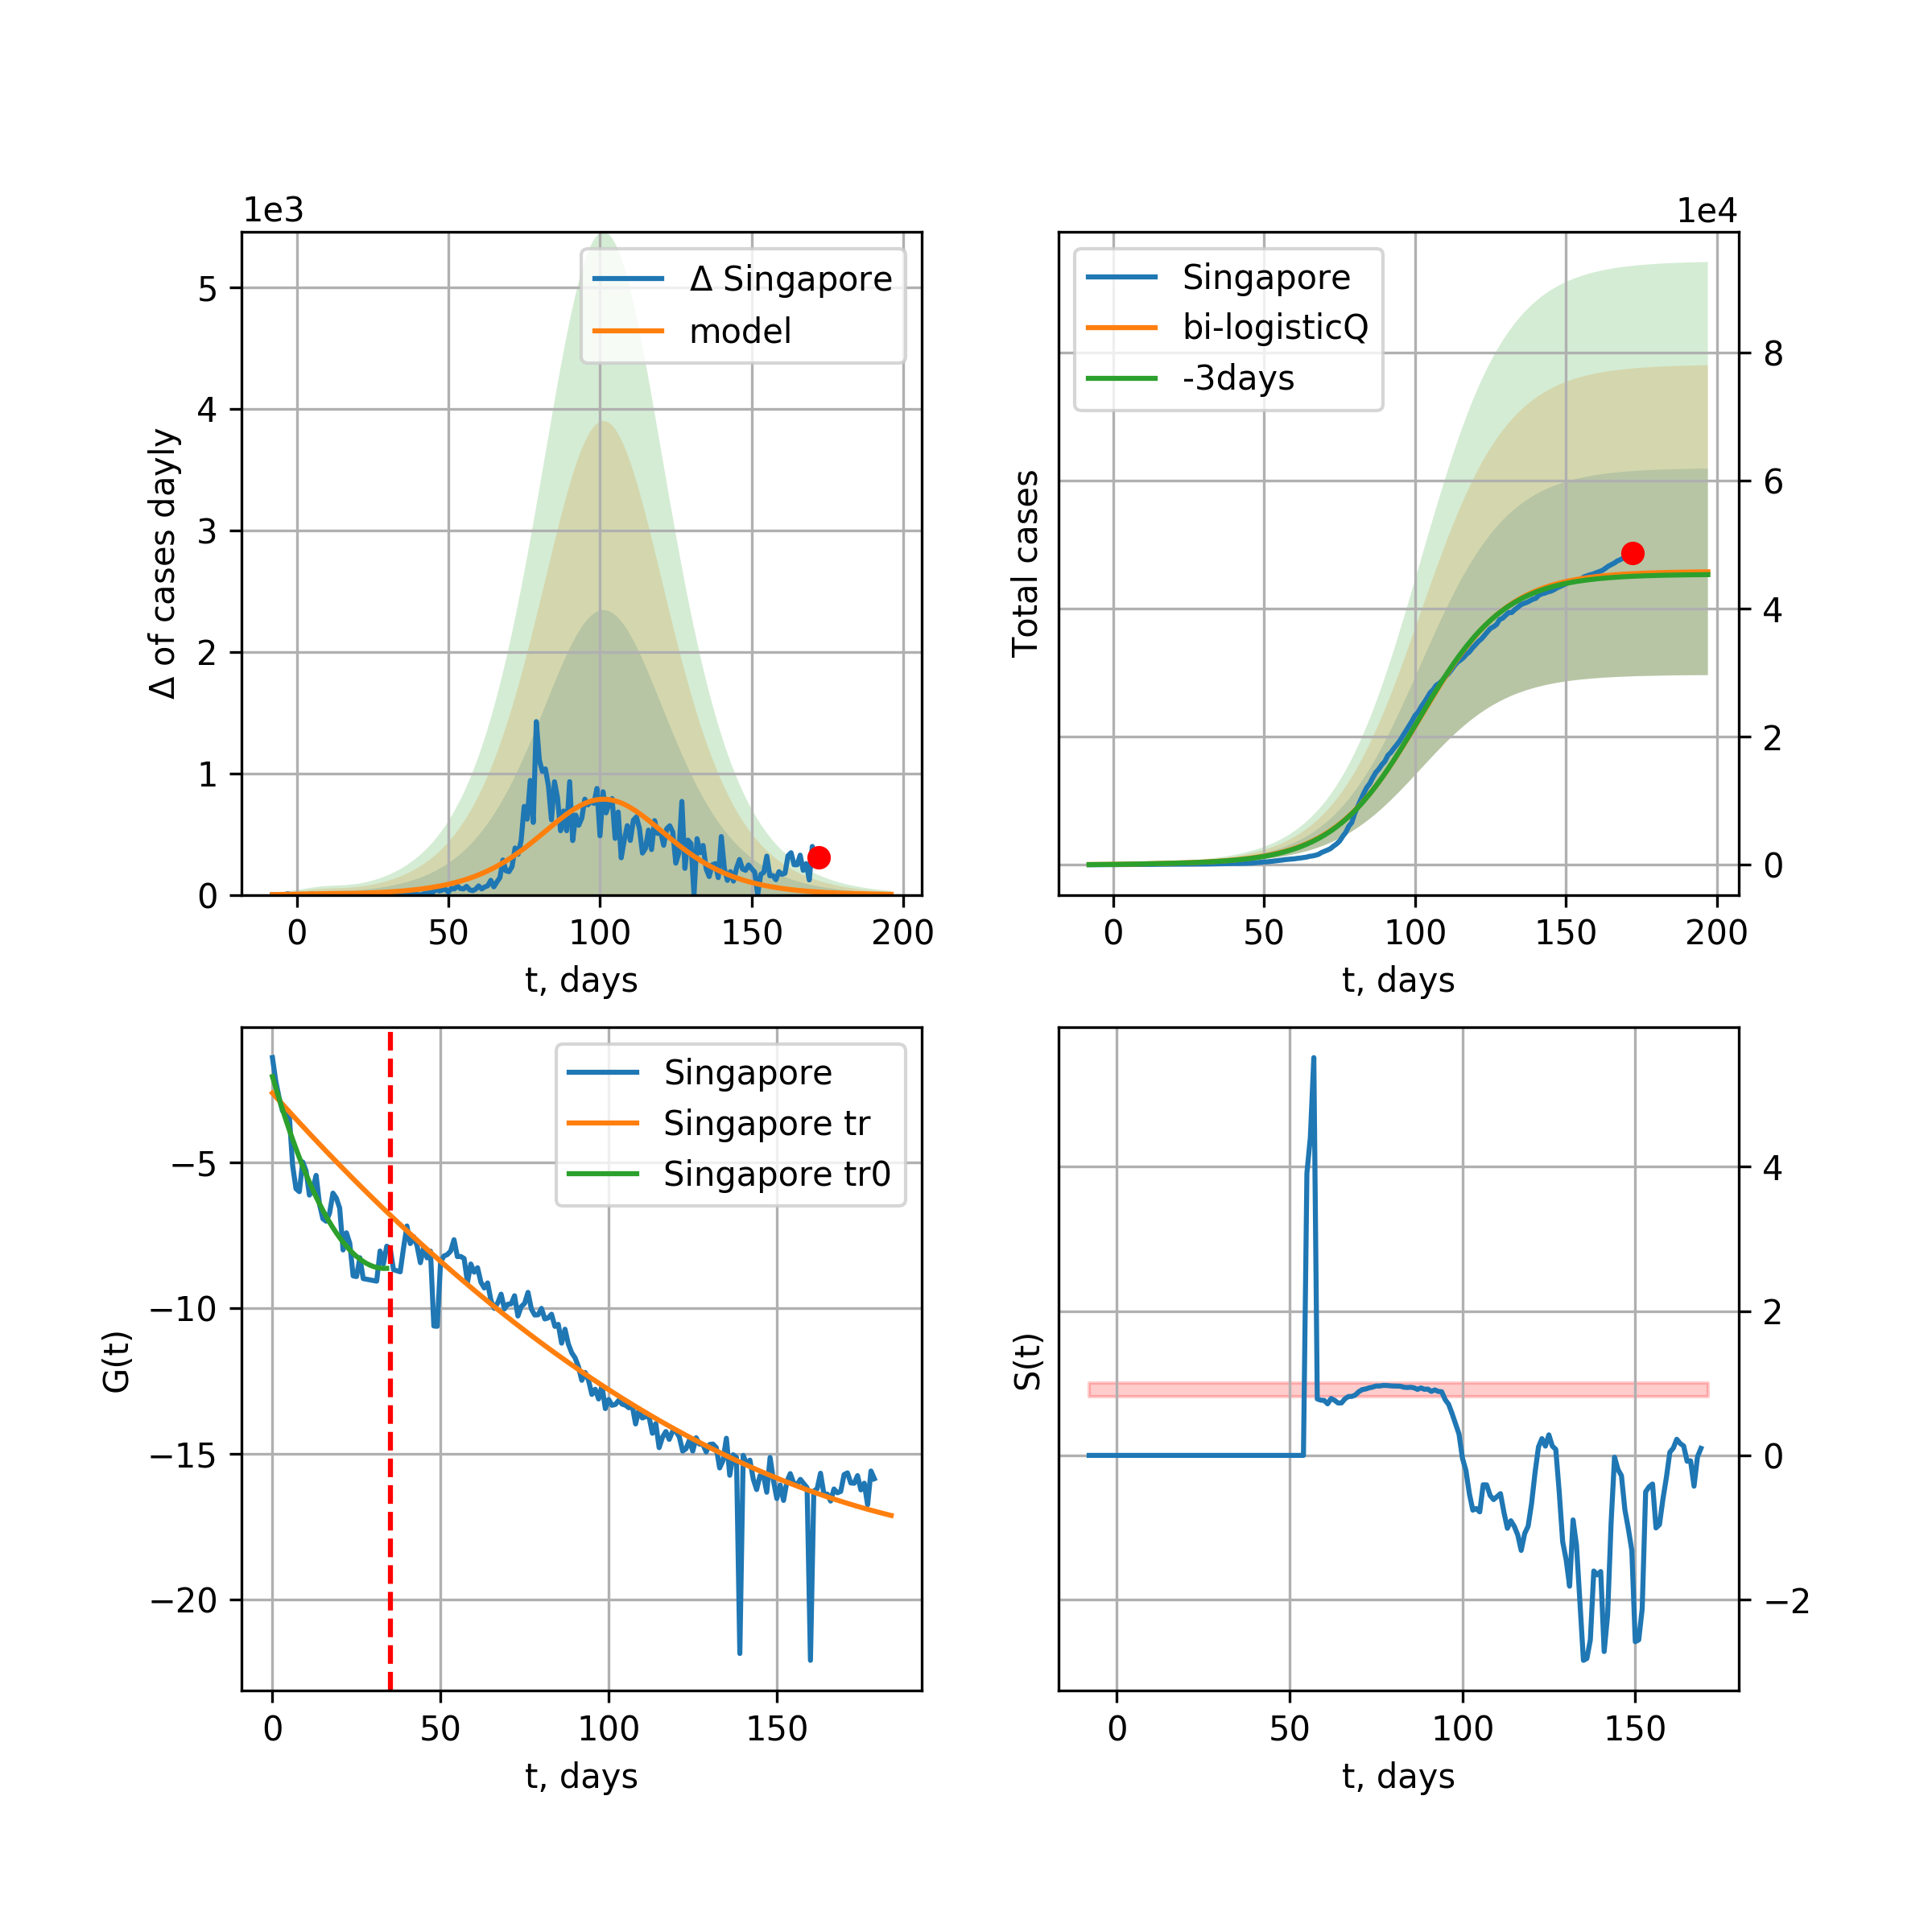 1e3
Δ Singapore
model
5
4
3
2
1
0
Δ of cases dayly
0 50 100 150 200
t, days
1e4
Singapore
bi-logisticQ
-3days
8
6
4
2
0
Total cases
0 50 100 150 200
t, days
Singapore
Singapore tr
Singapore tr0
−5
−10
−15
−20
G(t)
0 50 100 150
t, days
4
2
0
−2
S(t)
0 50 100 150
t, days